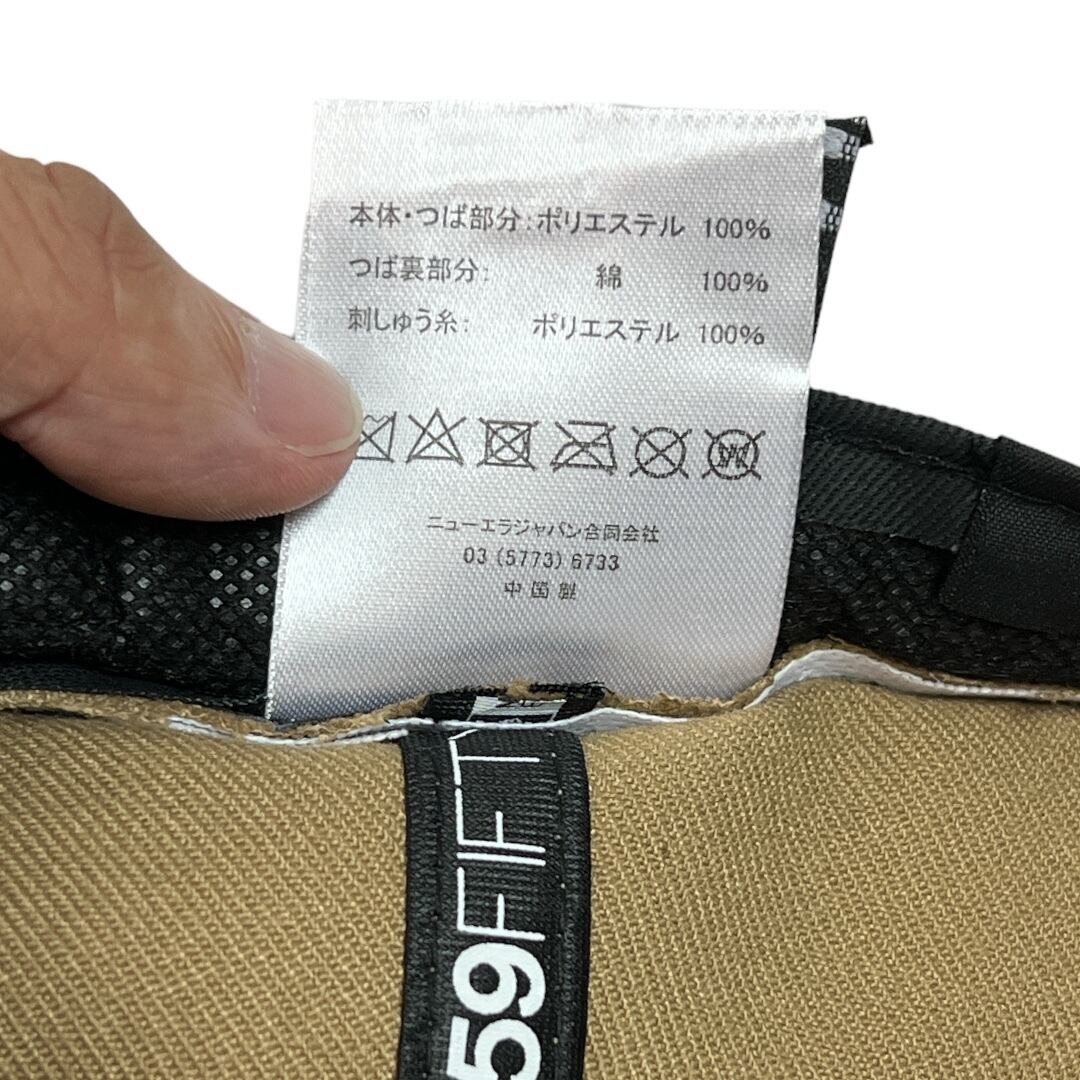 本体・つば部分:ポリエステル 100%
つば裏部分: 綿 100%
刺しゅう糸: ポリエステル 100%
ニューエラジャパン合同会社
03 (5773) 6733
中国製
59FIFTY